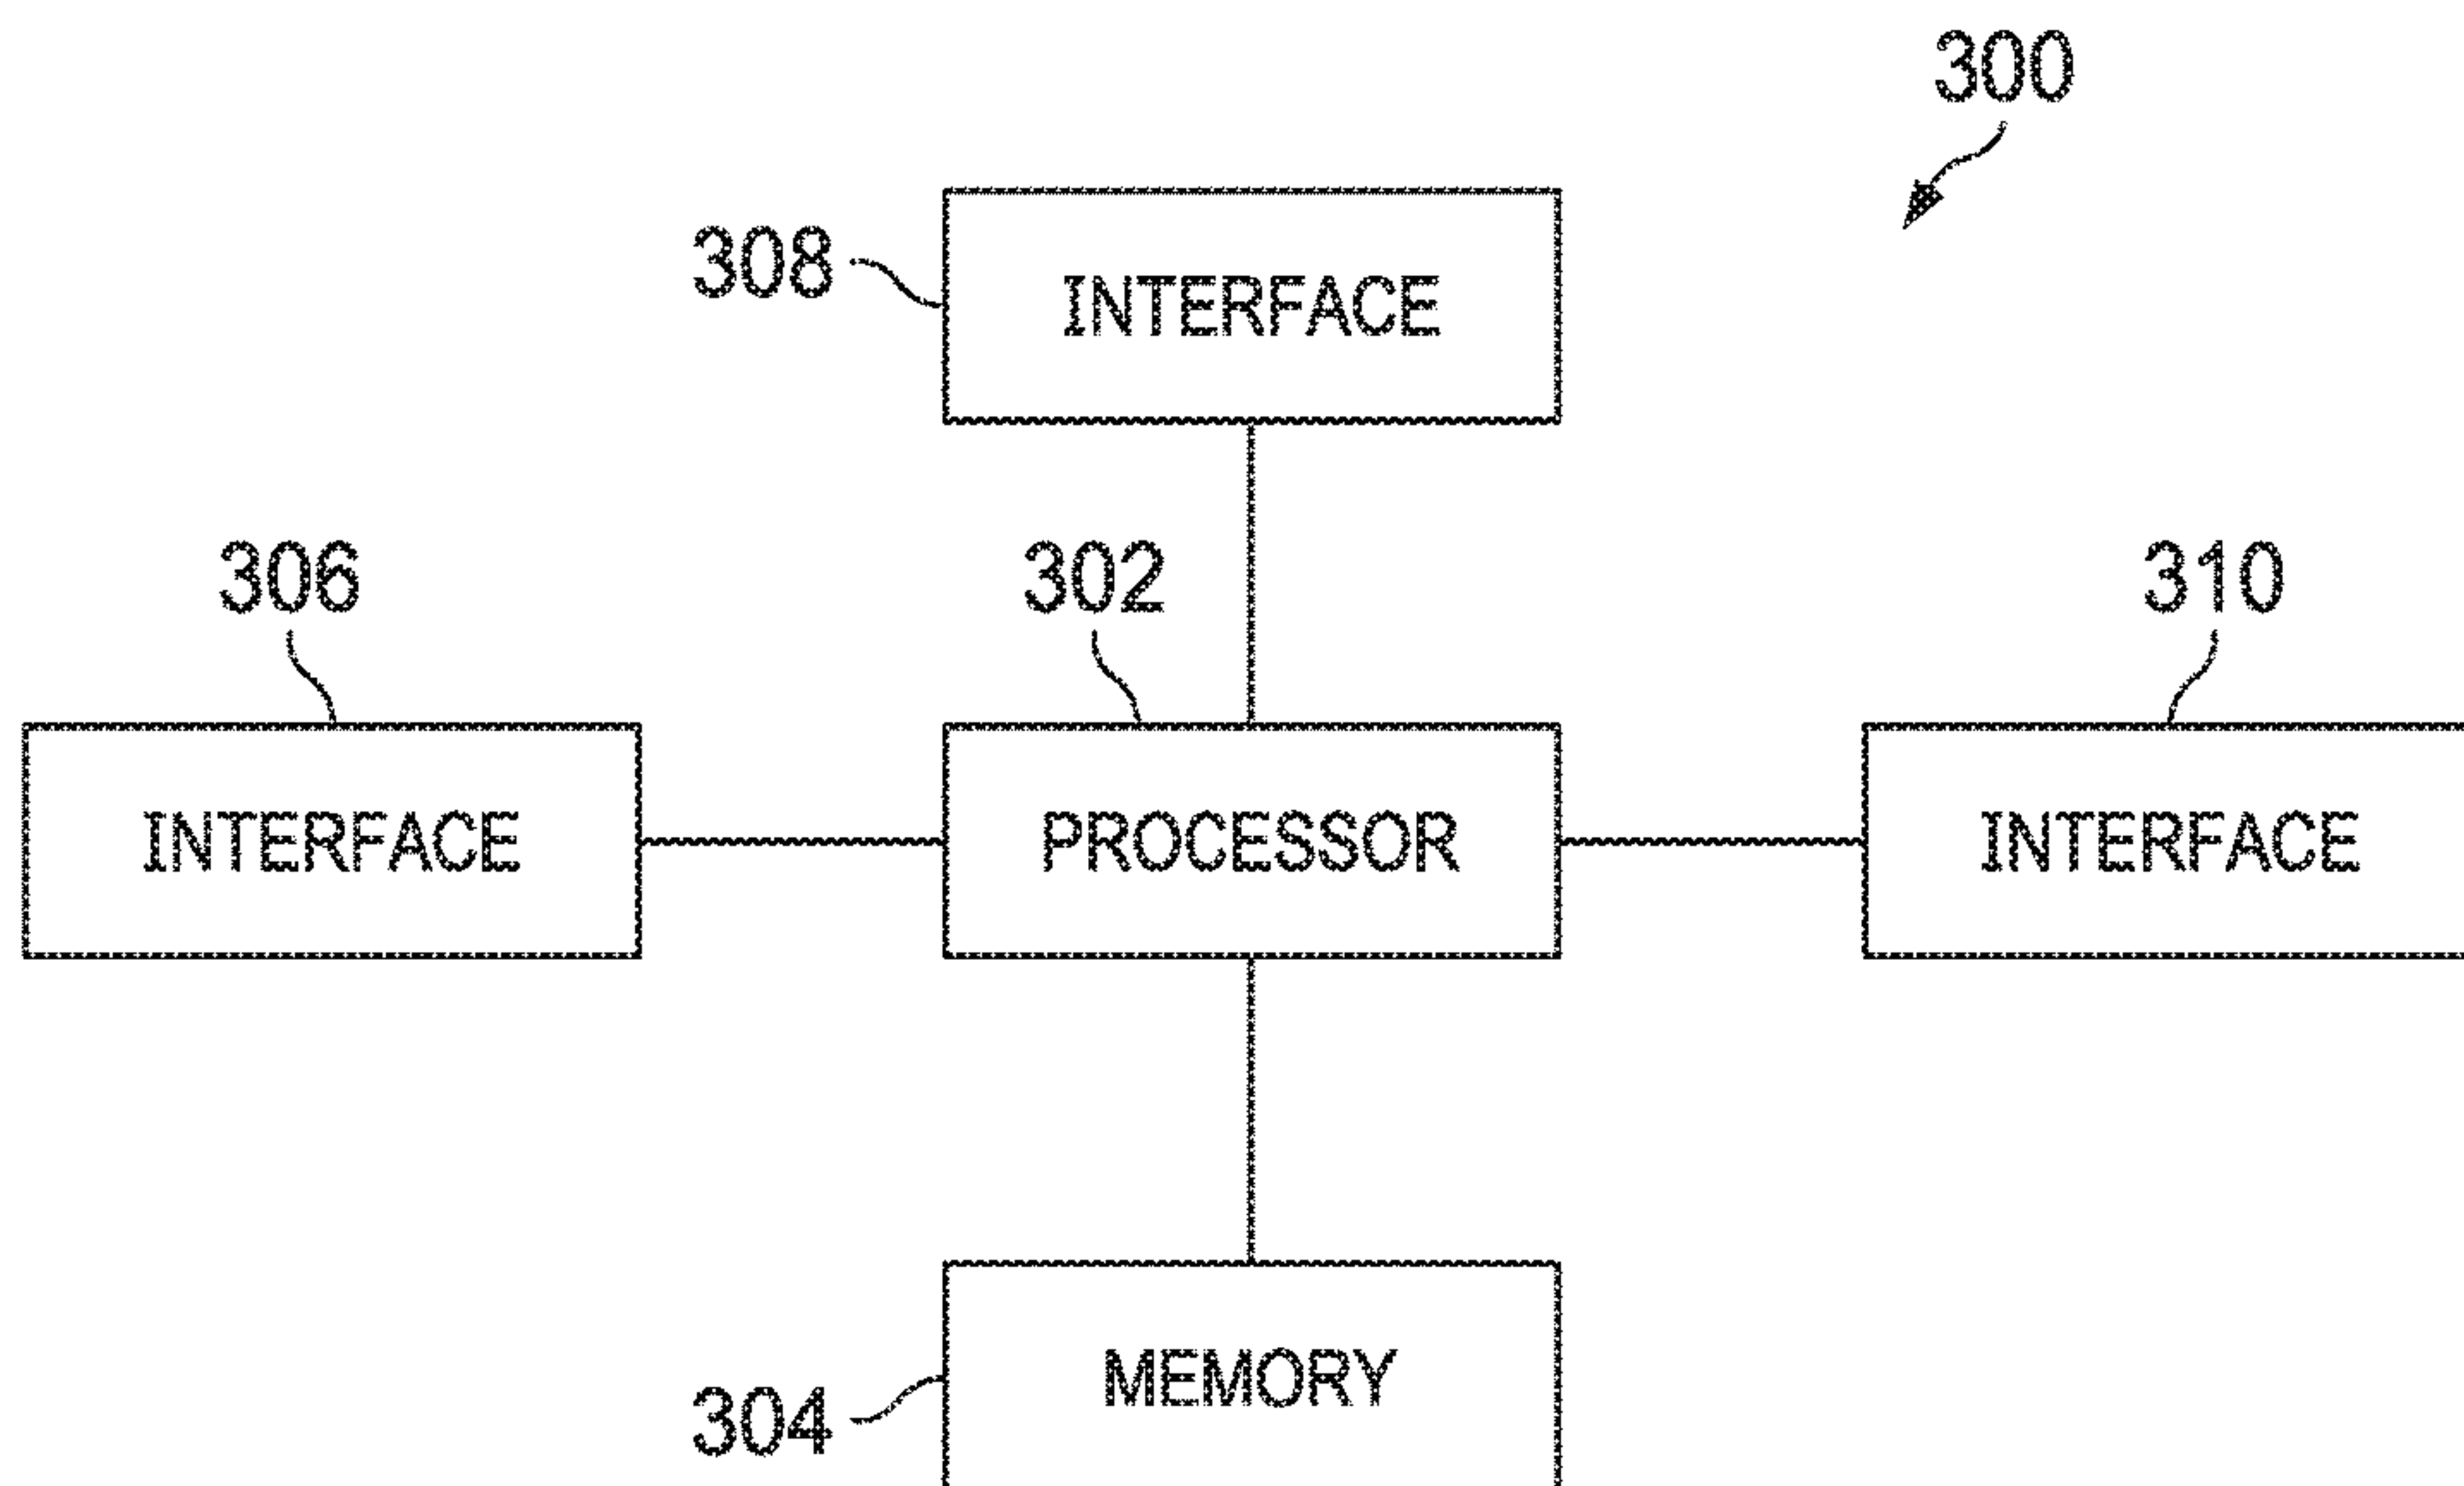 300
308
INTERFACE
306
302
310
INTERFACE
PROCESSOR
INTERFACE
MEMORY
304